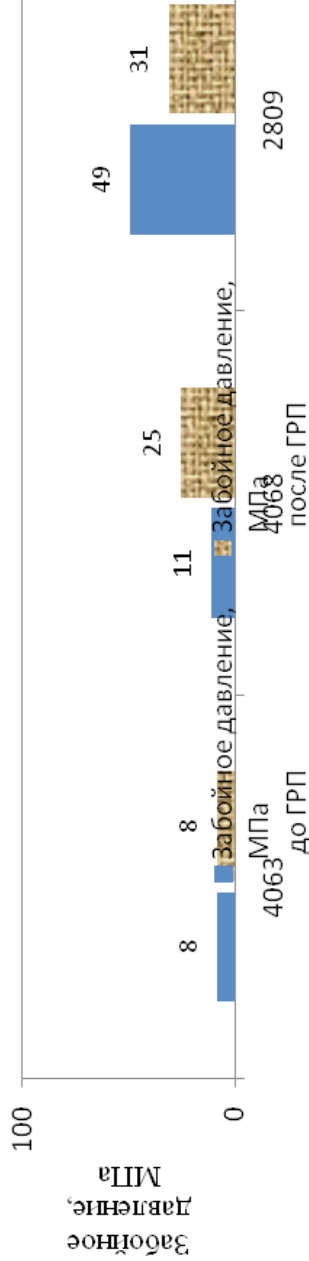 Забойное
давление,
МПа
100
0
8
8
11
25
49
31
4063
4068
2809
Забойное давление,
МПа
до ГРП
Забойное давление,
МПа
после ГРП